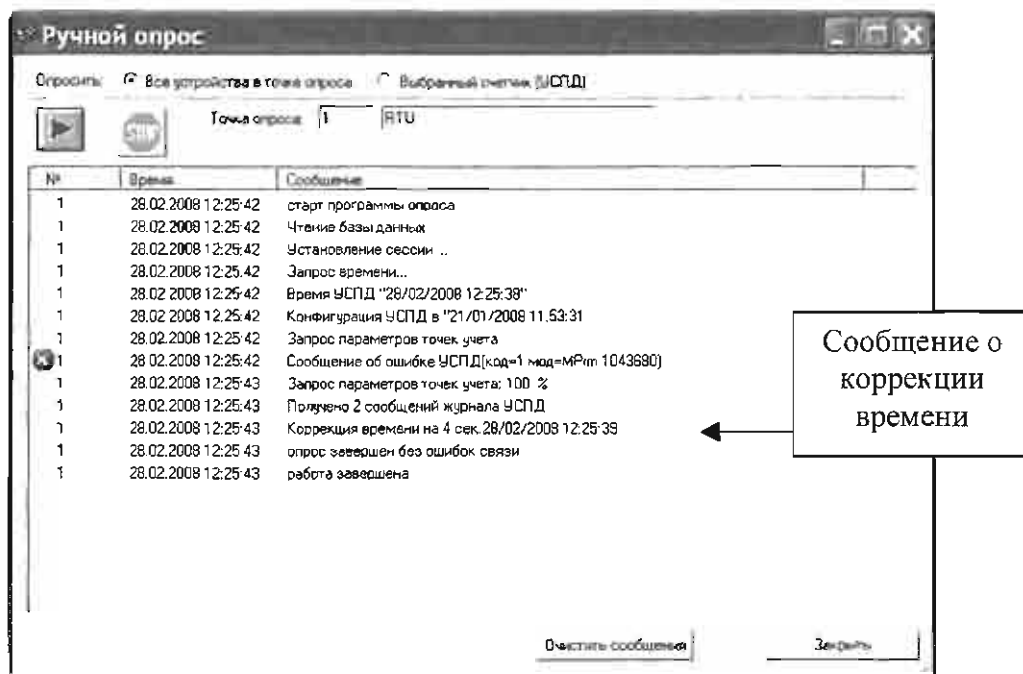 Ручной опрос
Опросить: Все устройства в точке опроса Выбранный счетчик (УСПД)
STOP
Точка опроса: 1 RTU
№ Время Сообщение
1 28.02.2008 12:25:42 старт программы опроса
1 28.02.2008 12:25:42 Чтение базы данных
1 28.02.2008 12:25:42 Установление сессии ..
1 28.02.2008 12:25:42 Запрос времени...
1 28.02.2008 12:25:42 Время УСПД "28/02/2008 12:25:38"
1 28.02.2008 12:25:42 Конфигурация УСПД в "21/01/2008 11:53:31
1 28.02.2008 12:25:42 Запрос параметров точек учета
1 28.02.2008 12:25:42 Сообщение об ошибке УСПД(код=1 мод=MPrm 1043680)
1 28.02.2008 12:25:43 Запрос параметров точек учета: 100 %
1 28.02.2008 12:25:43 Получено 2 сообщений журнала УСПД
1 28.02.2008 12:25:43 Коррекция времени на 4 сек.28/02/2008 12:25:39
1 28.02.2008 12:25:43 опрос завершен без ошибок связи
1 28.02.2008 12:25:43 работа завершена
Сообщение о
коррекции
времени
Очистить сообщения Закрыть